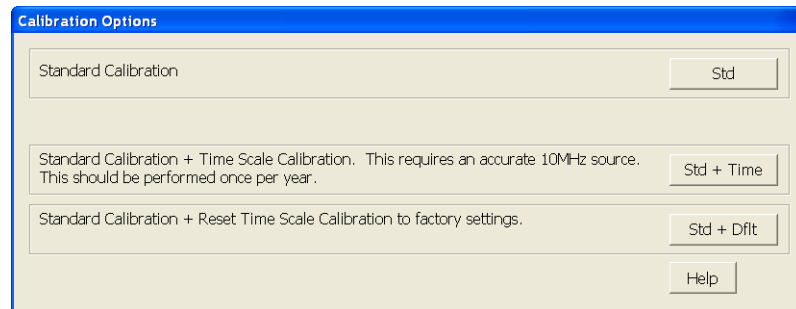 Calibration Options
Standard Calibration
Std
Standard Calibration + Time Scale Calibration. This requires an accurate 10MHz source.
This should be performed once per year.
Std + Time
Standard Calibration + Reset Time Scale Calibration to factory settings.
Std + Dflt
Help